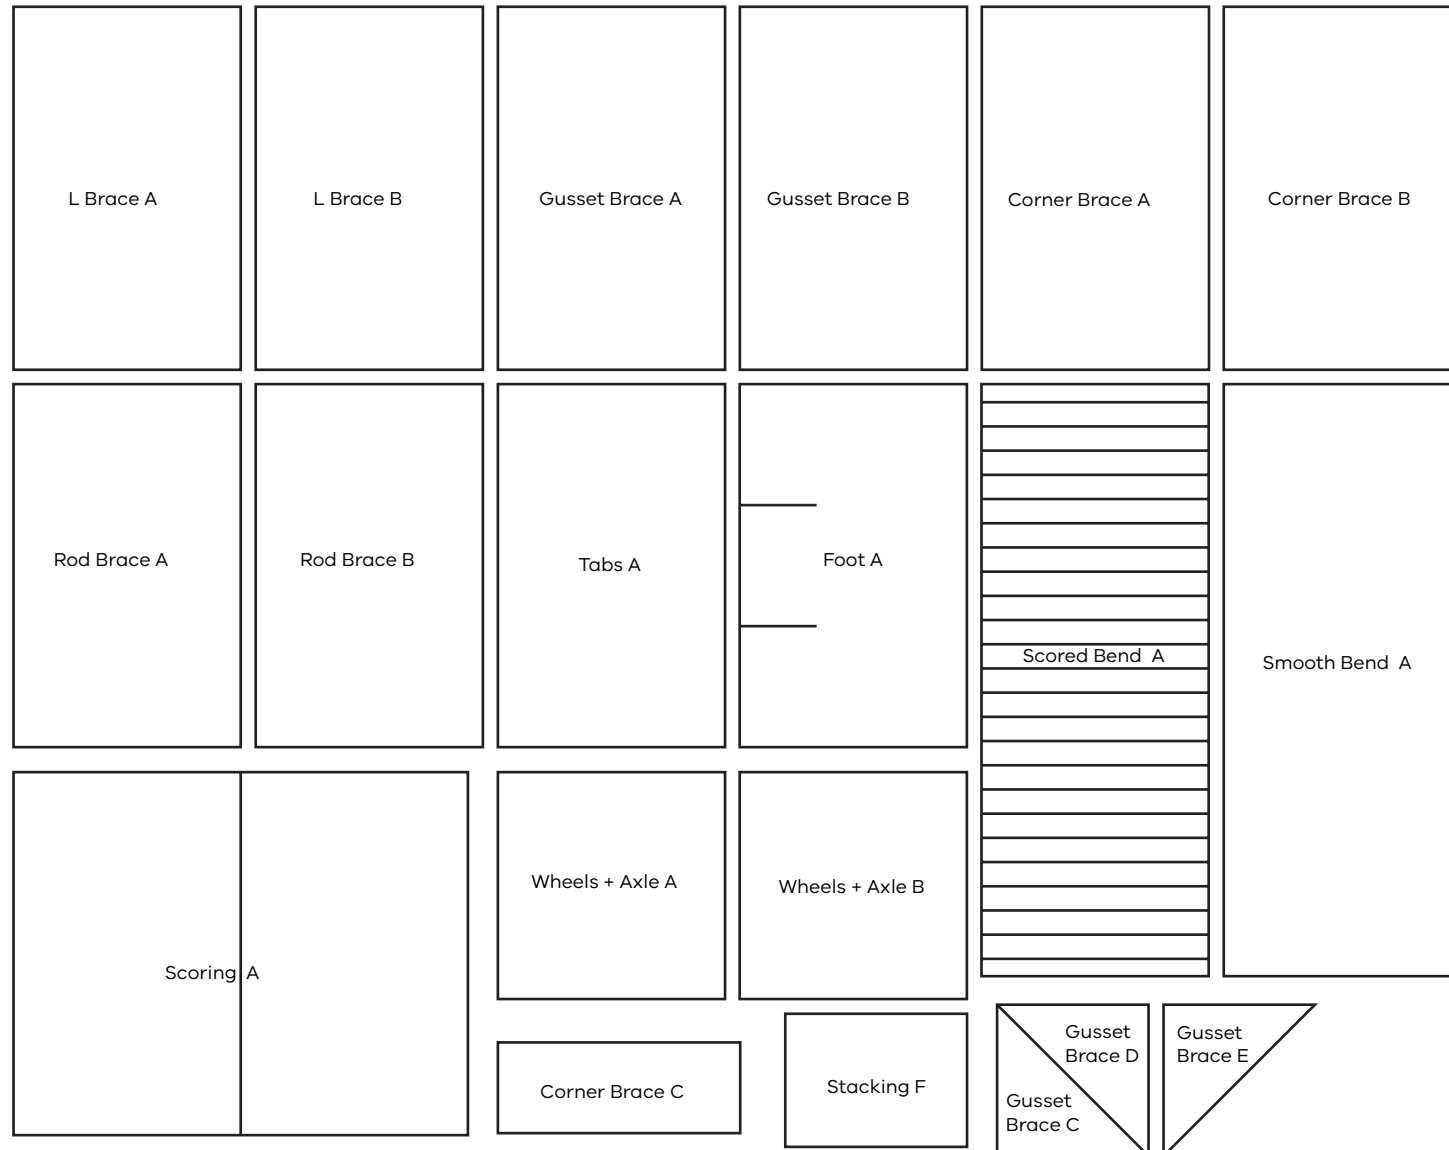 L Brace A
L Brace B
Gusset Brace A
Gusset Brace B
Corner Brace A
Corner Brace B
Rod Brace A
Rod Brace B
Tabs A
Foot A
Scored Bend A
Smooth Bend A
Scoring A
Wheels + Axle A
Wheels + Axle B
Corner Brace C
Stacking F
Gusset
Brace D
Gusset
Brace E
Gusset
Brace C